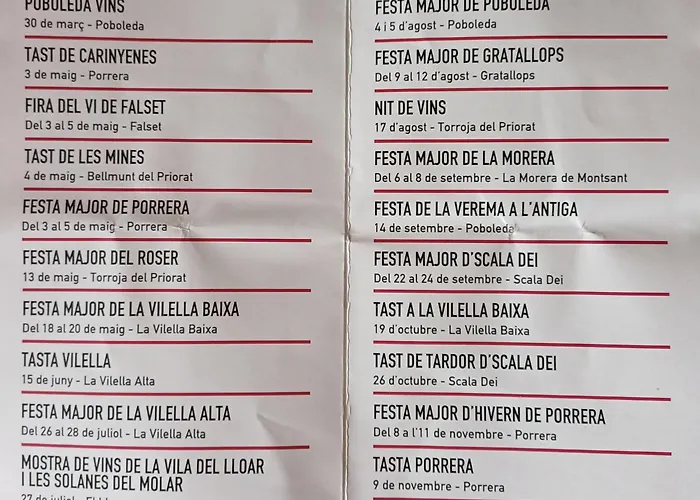 POBOLEDA VINS
30 de març - Poboleda
TAST DE CARINYENES
3 de maig - Porrera
FIRA DEL VI DE FALSET
Del 3 al 5 de maig - Falset
TAST DE LES MINES
4 de maig - Bellmunt del Priorat
FESTA MAJOR DE PORRERA
Del 3 al 5 de maig - Porrera
FESTA MAJOR DEL ROSER
13 de maig - Torroja del Priorat
FESTA MAJOR DE LA VILELLA BAIXA
Del 18 al 20 de maig - La Vilella Baixa
TASTA VILELLA
15 de juny - La Vilella Alta
FESTA MAJOR DE LA VILELLA ALTA
Del 26 al 28 de juliol - La Vilella Alta
MOSTRA DE VINS DE LA VILA DEL LLOAR
I LES SOLANES DEL MOLAR
27 de juliol -
FESTA MAJOR DE POBOLEDA
4 i 5 d'agost - Poboleda
FESTA MAJOR DE GRATALLOPS
Del 9 al 12 d'agost - Gratallops
NIT DE VINS
17 d'agost - Torroja del Priorat
FESTA MAJOR DE LA MORERA
Del 6 al 8 de setembre - La Morera de Montsant
FESTA DE LA VEREMA A L'ANTIGA
14 de setembre - Poboleda
FESTA MAJOR D'SCALA DEI
Del 22 al 24 de setembre - Scala Dei
TAST A LA VILELLA BAIXA
19 d'octubre - La Vilella Baixa
TAST DE TARDOR D'SCALA DEI
26 d'octubre - Scala Dei
FESTA MAJOR D'HIVERN DE PORRERA
Del 8 a l'11 de novembre - Porrera
TASTA PORRERA
9 de novembre - Porrera